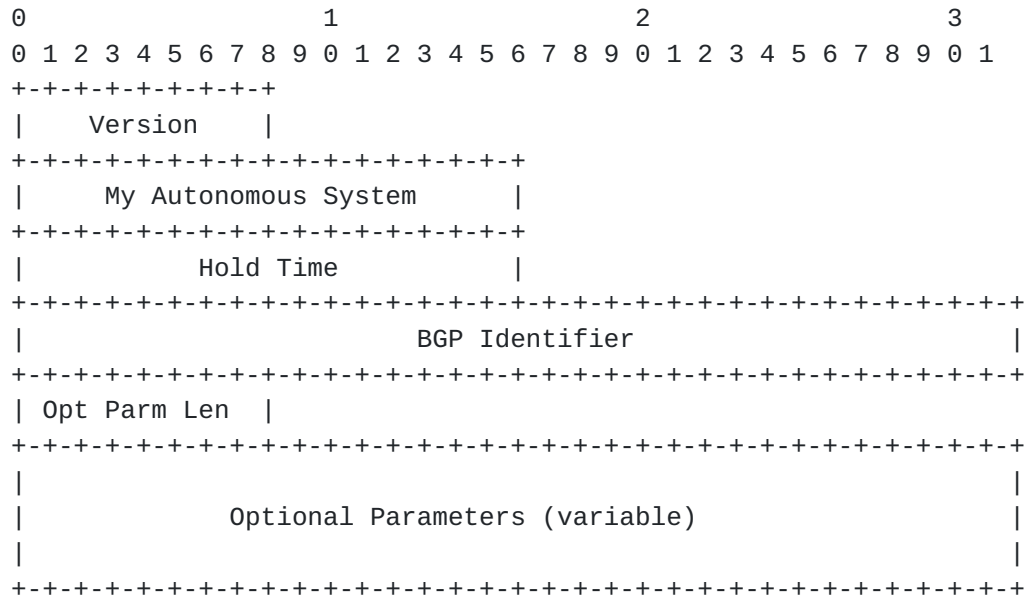 0                   1                   2                   3
0 1 2 3 4 5 6 7 8 9 0 1 2 3 4 5 6 7 8 9 0 1 2 3 4 5 6 7 8 9 0 1
+-+-+-+-+-+-+-+-+
|    Version    |
+-+-+-+-+-+-+-+-+-+-+-+-+-+-+-+-+
|     My Autonomous System      |
+-+-+-+-+-+-+-+-+-+-+-+-+-+-+-+-+
|           Hold Time           |
+-+-+-+-+-+-+-+-+-+-+-+-+-+-+-+-+-+-+-+-+-+-+-+-+-+-+-+-+-+-+-+-+
|                         BGP Identifier                        |
+-+-+-+-+-+-+-+-+-+-+-+-+-+-+-+-+-+-+-+-+-+-+-+-+-+-+-+-+-+-+-+-+
| Opt Parm Len  |
+-+-+-+-+-+-+-+-+-+-+-+-+-+-+-+-+-+-+-+-+-+-+-+-+-+-+-+-+-+-+-+-+
|                                                               |
|             Optional Parameters (variable)                    |
|                                                               |
+-+-+-+-+-+-+-+-+-+-+-+-+-+-+-+-+-+-+-+-+-+-+-+-+-+-+-+-+-+-+-+-+